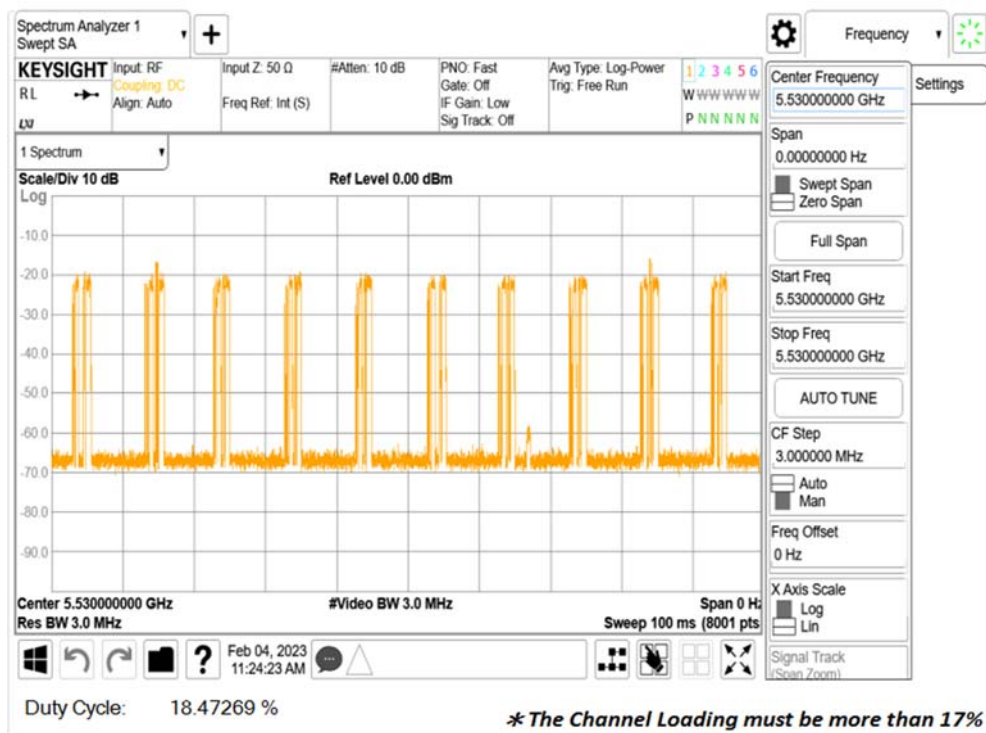 Spectrum Analyzer 1
Swept SA
+
Frequency
KEYSIGHT
RL
LXI
Input: RF
Coupling: DC
Align: Auto
Input Z: 50 Ω
Freq Ref: Int (S)
#Atten: 10 dB
PNO: Fast
Gate: Off
IF Gain: Low
Sig Track: Off
Avg Type: Log-Power
Trig: Free Run
1 2 3 4 5 6
W W W W W W
P N N N N N
Center Frequency
5.530000000 GHz
Settings
Span
0.00000000 Hz
Swept Span
Zero Span
Full Span
Start Freq
5.530000000 GHz
Stop Freq
5.530000000 GHz
AUTO TUNE
CF Step
3.000000 MHz
Auto
Man
Freq Offset
0 Hz
X Axis Scale
Log
Lin
Signal Track
(Span Zoom)
1 Spectrum
Scale/Div 10 dB
Ref Level 0.00 dBm
Log
-10.0
-20.0
-30.0
-40.0
-50.0
-60.0
-70.0
-80.0
-90.0
Center 5.530000000 GHz
#Video BW 3.0 MHz
Span 0 Hz
Res BW 3.0 MHz
Sweep 100 ms (8001 pts
?
Feb 04, 2023
11:24:23 AM
Duty Cycle: 18.47269 %
* The Channel Loading must be more than 17%